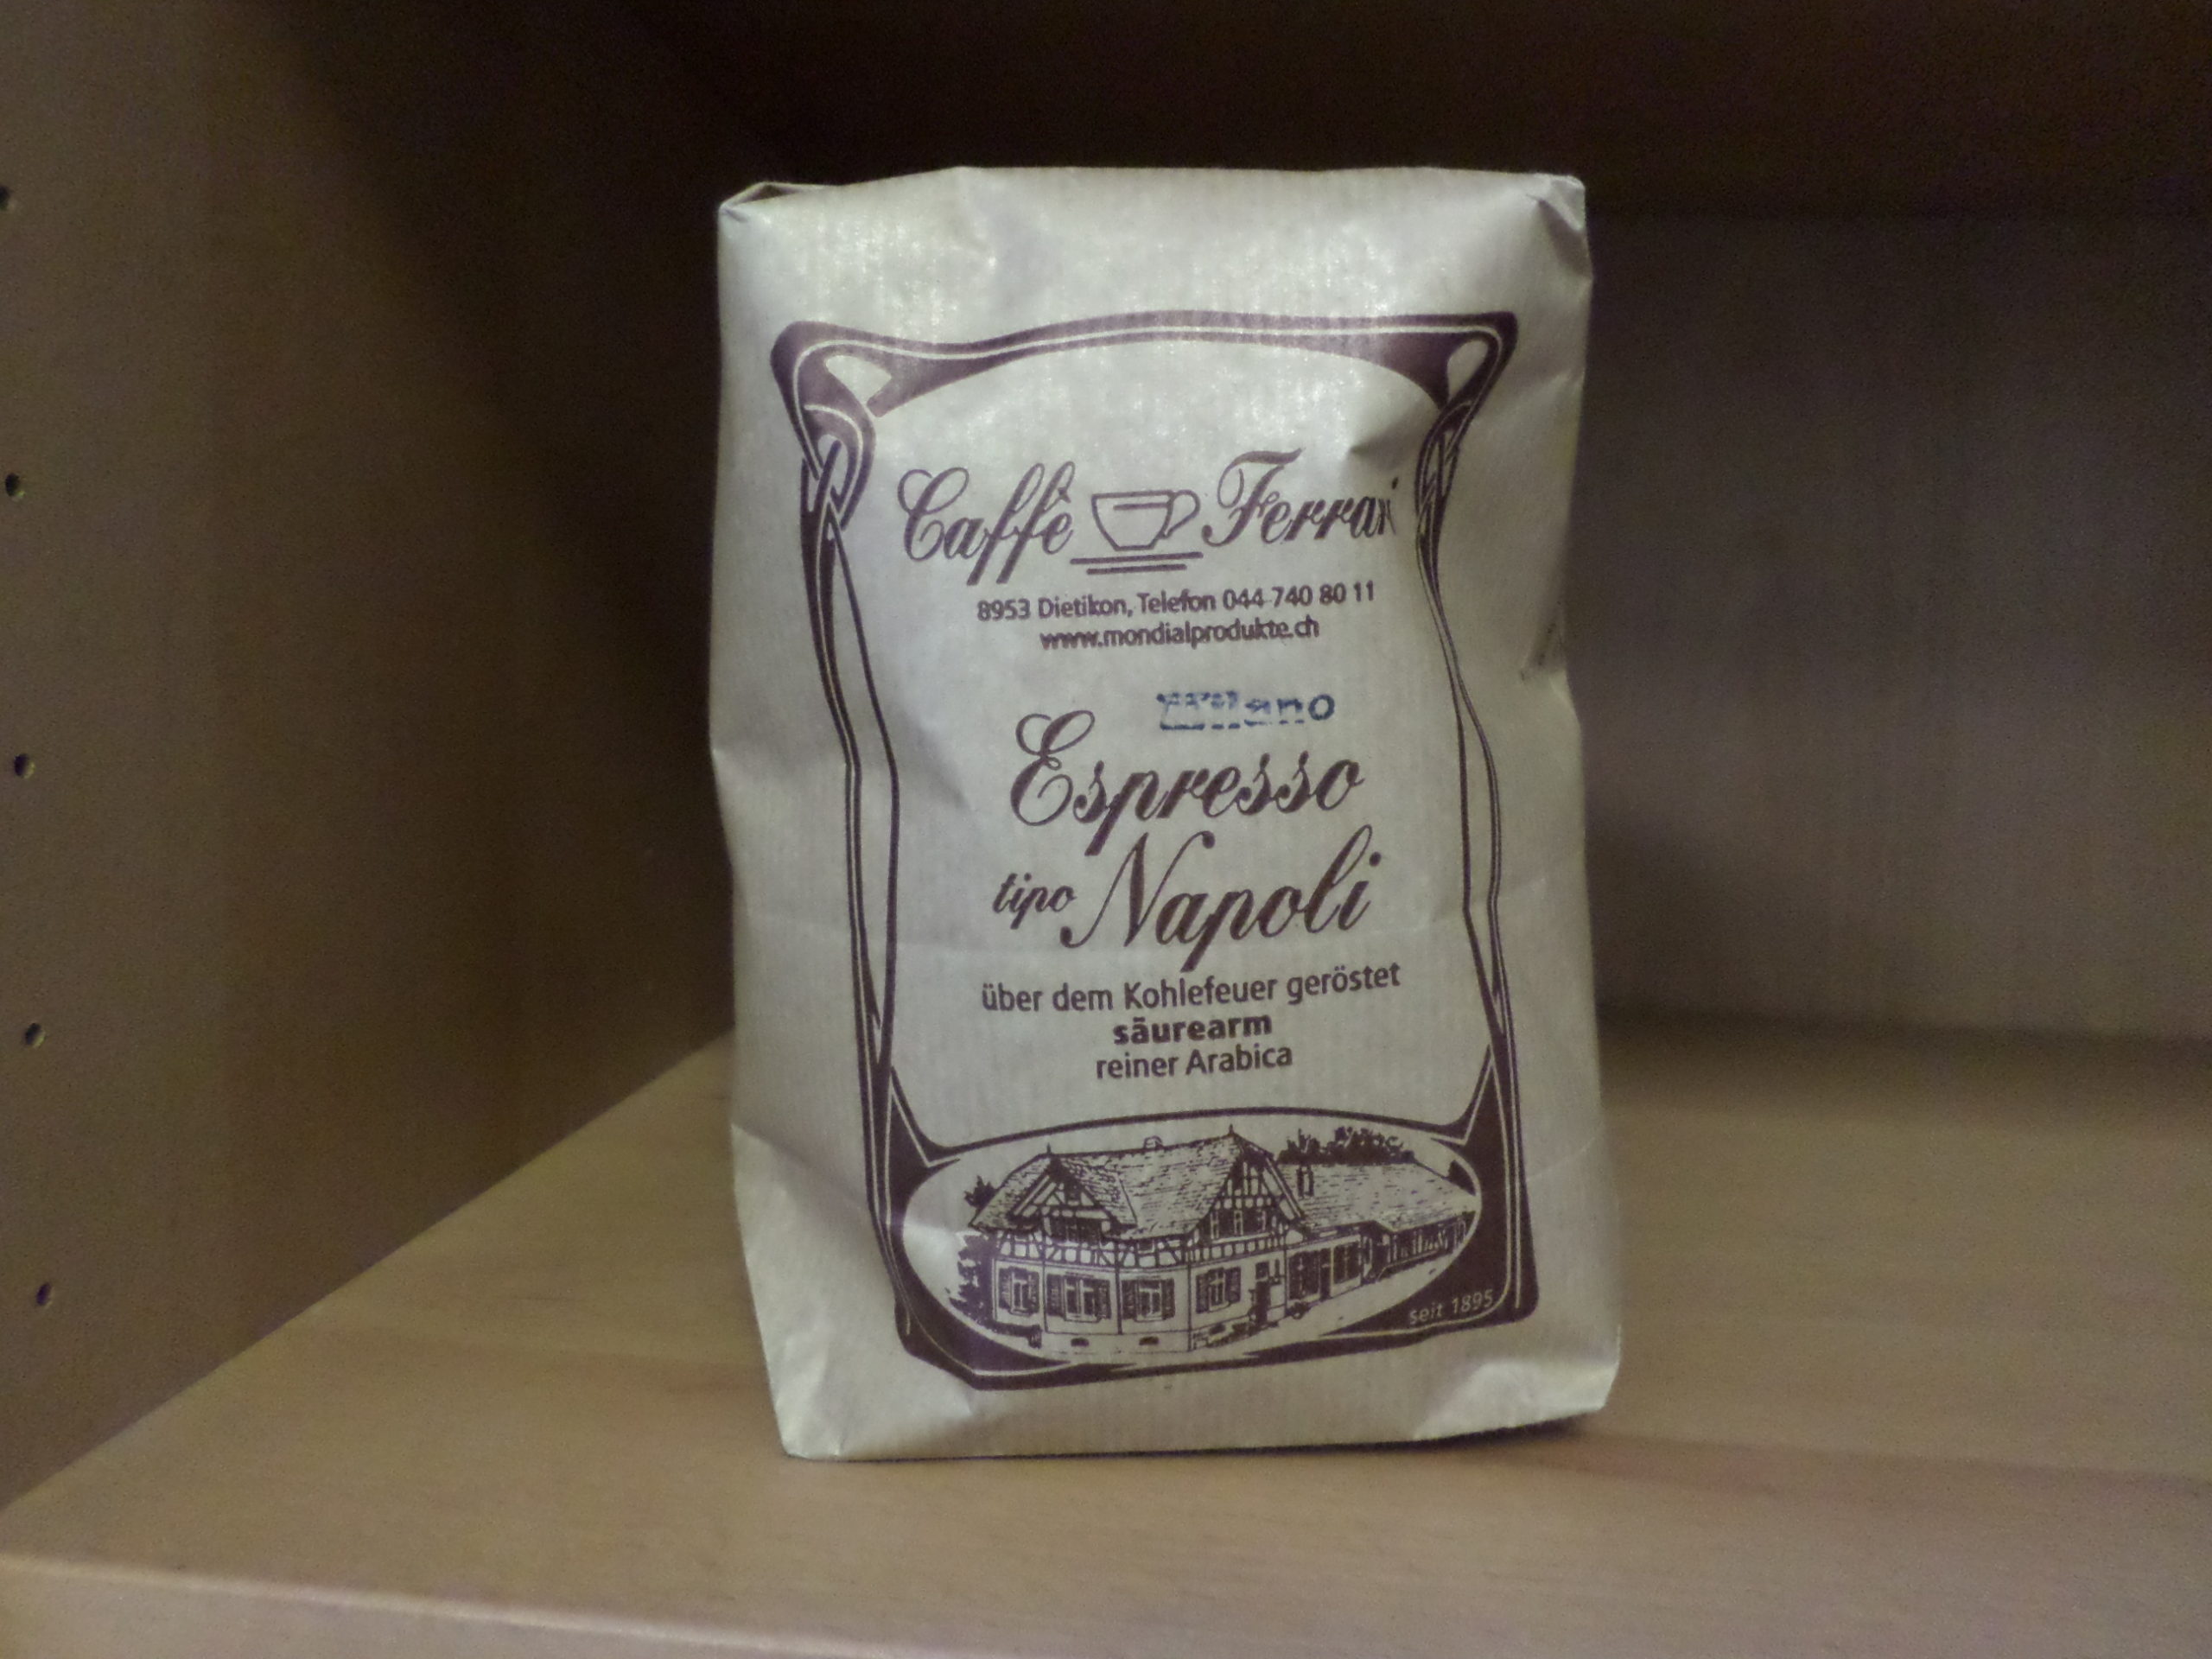 Caffè Ferrari
8953 Dietikon, Telefon 044 740 80 11
www.mondialprodukte.ch
Milano
Espresso
tipo Napoli
über dem Kohlefeuer geröstet
säurearm
reiner Arabica
seit 1895